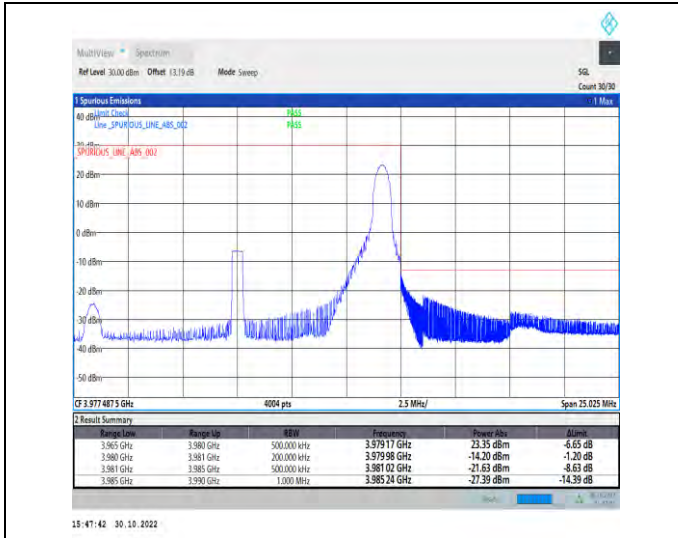 MultiView Spectrum
Ref Level 30.00 dBm Offset 13.19 dB Mode Sweep SGL
Count 30/30
1 Spurious Emissions 1 Max
40 dBm Limit Check PASS
Line _SPURIOUS_LINE_ABS_002 PASS
30 dBm
_SPURIOUS_LINE_ABS_002
20 dBm
10 dBm
0 dBm
-10 dBm
-20 dBm
-30 dBm
-40 dBm
-50 dBm
CF 3.977 487 5 GHz 4004 pts 2.5 MHz/ Span 25.025 MHz
2 Result Summary
Range Low Range Up RBW Frequency Power Abs ΔLimit
3.965 GHz 3.980 GHz 500.000 kHz 3.979 17 GHz 23.35 dBm -6.65 dB
3.980 GHz 3.981 GHz 200.000 kHz 3.979 98 GHz -14.20 dBm -1.20 dB
3.981 GHz 3.985 GHz 500.000 kHz 3.981 02 GHz -21.63 dBm -8.63 dB
3.985 GHz 3.990 GHz 1.000 MHz 3.985 24 GHz -27.39 dBm -14.39 dB
15:47:42 30.10.2022